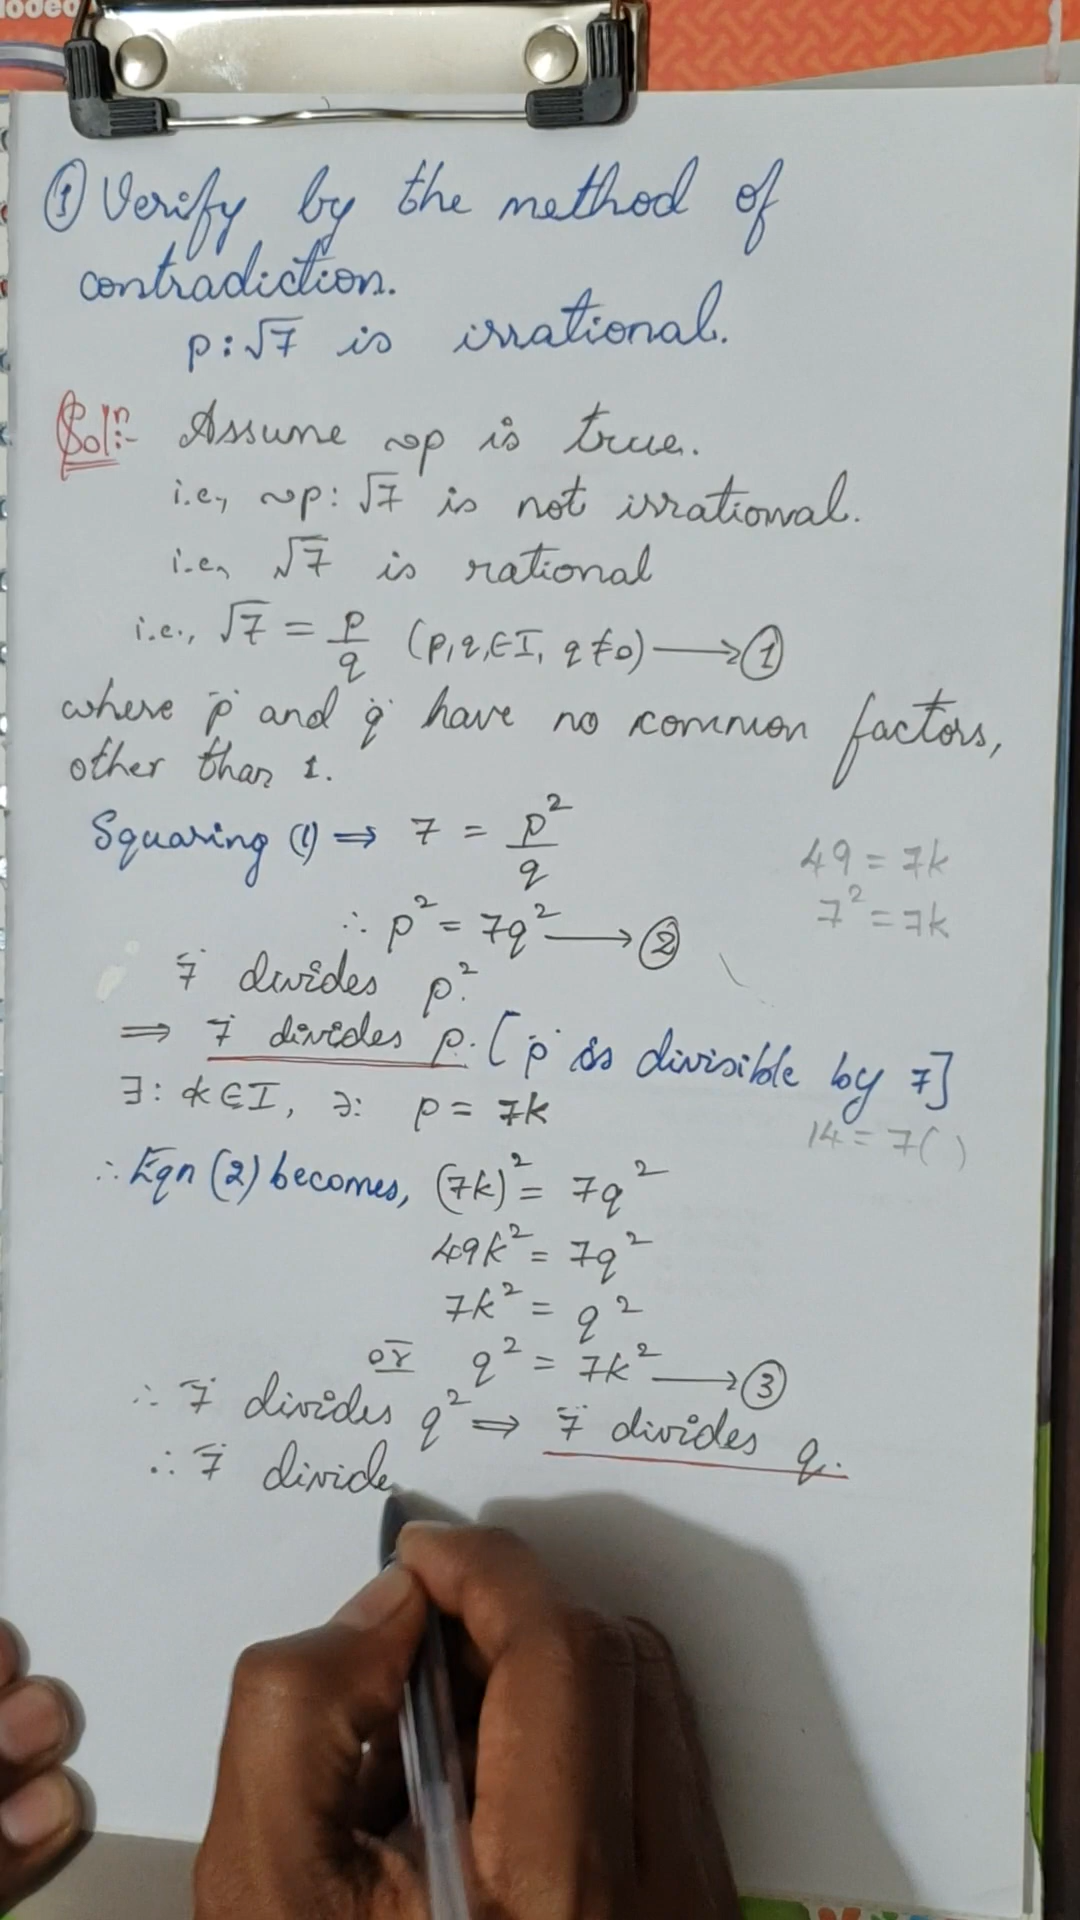 loded
① Verify by the method of
contradiction.
p : √7 is irrational.
Solⁿ:- Assume ~p is true.
i.e., ~p : √7 is not irrational.
i.e., √7 is rational
i.e., √7 = p/q (p, q, ∈ I, q ≠ 0) ⟶ ①
where 'p' and 'q' have no common factors,
other than 1.
Squaring (1) ⇒ 7 = p²/q²
49 = 7k
7² = 7k
∴ p² = 7q² ⟶ ②
7 divides p².
⇒ 7 divides p. ['p' is divisible by 7]
∃: k ∈ I, ∋: p = 7k
14 = 7( )
∴ Eqn (2) becomes, (7k)² = 7q²
49k² = 7q²
7k² = q²
or q² = 7k² ⟶ ③
∴ 7 divides q² ⇒ 7 divides q.
∴ 7 divide